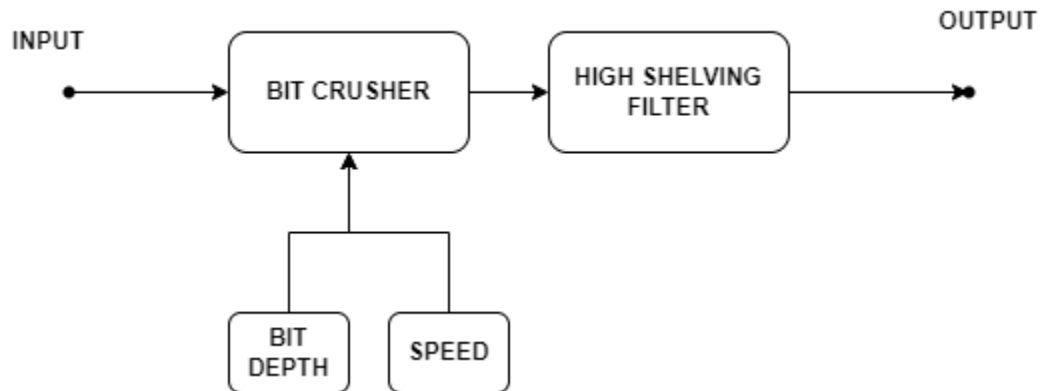 INPUT
OUTPUT
BIT CRUSHER
HIGH SHELVING
FILTER
BIT
DEPTH
SPEED